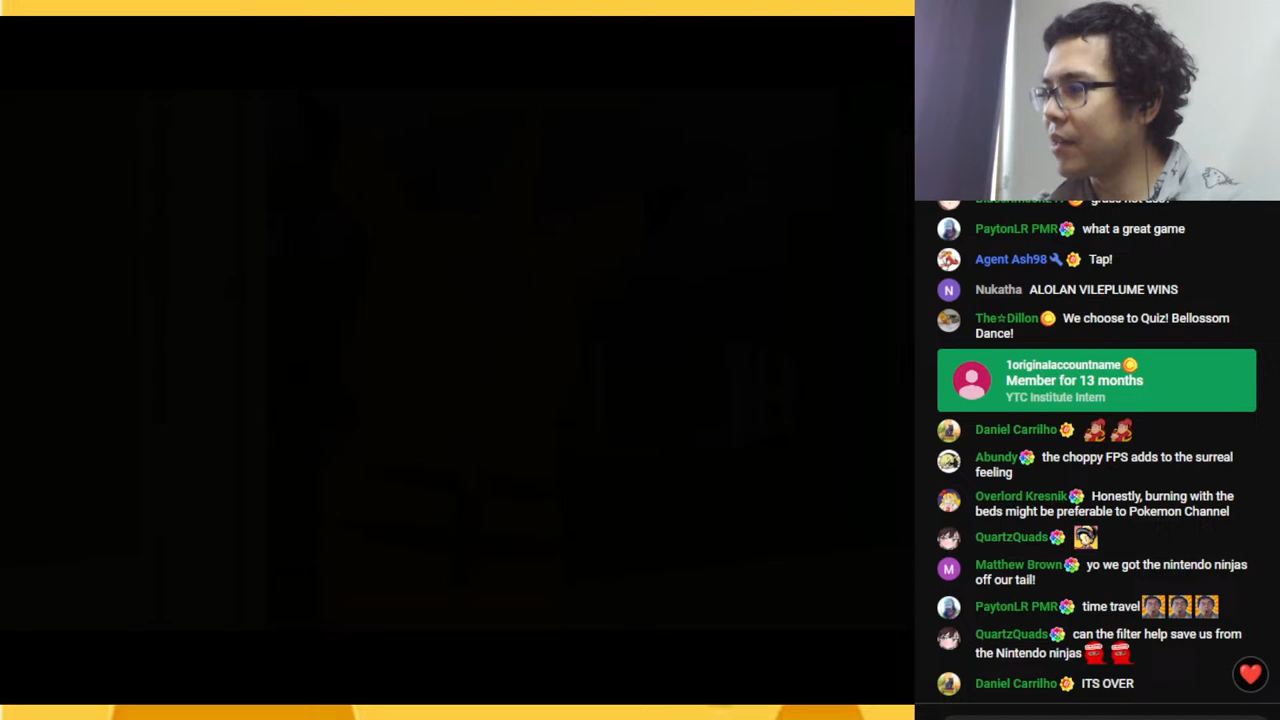 PaytonLR PMR what a great game
Agent Ash98 Tap!
N Nukatha ALOLAN VILEPLUME WINS
The☆Dillon We choose to Quiz! Bellossom
Dance!
1originalaccountname
Member for 13 months
YTC Institute Intern
Daniel Carrilho
Abundy the choppy FPS adds to the surreal
feeling
Overlord Kresnik Honestly, burning with the
beds might be preferable to Pokemon Channel
QuartzQuads
M Matthew Brown yo we got the nintendo ninjas
off our tail!
PaytonLR PMR time travel
QuartzQuads can the filter help save us from
the Nintendo ninjas
Daniel Carrilho ITS OVER